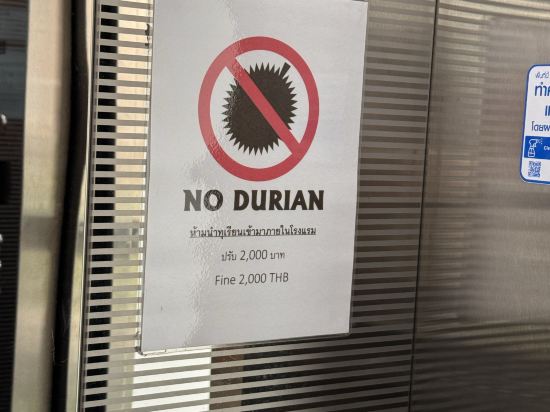 NO DURIAN
ห้ามนำทุเรียนเข้ามาภายในโรงแรม
ปรับ 2,000 บาท
Fine 2,000 THB